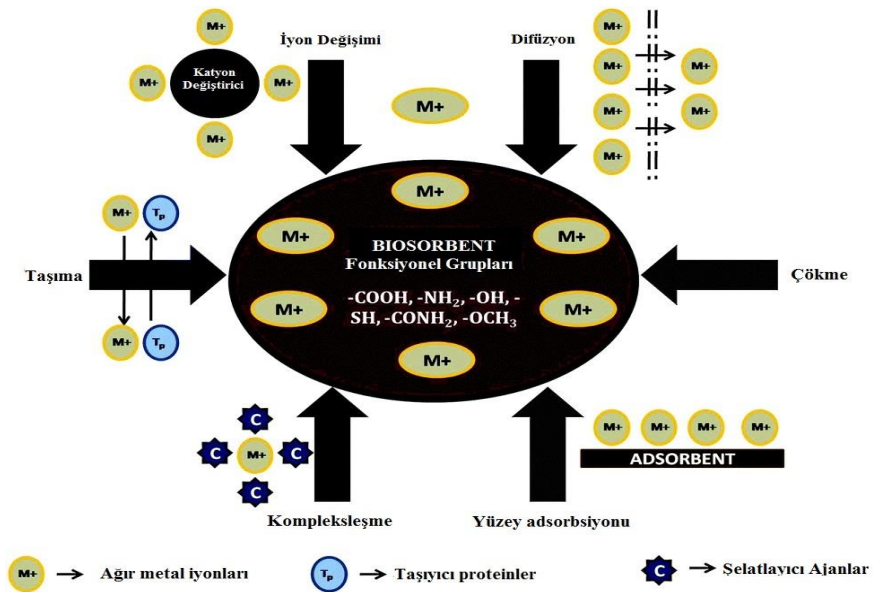 İyon Değişimi
Difüzyon
M+
M+
Katyon
Değiştirici
M+
M+
M+
M+
M+
M+
M+
M+
M+
M+
M+
BIOSORBENT
Fonksiyonel Grupları
-COOH, -NH₂, -OH, -
SH, -CONH₂, -OCH₃
M+
M+
M+
M+
M+
M+
Taşıma
M+ Tp
M+ Tp
Çökme
C
C M+ C
C
Kompleksleşme
M+ M+ M+ M+
ADSORBENT
Yüzey adsorbsiyonu
M+ Ağır metal iyonları
Tp Taşıyıcı proteinler
C Şelatlayıcı Ajanlar